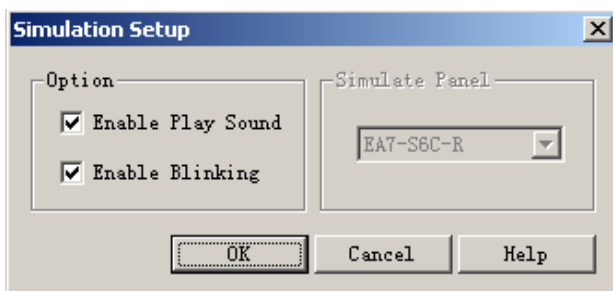 Simulation Setup
Option
Enable Play Sound
Enable Blinking
Simulate Panel
EA7-S6C-R
OK
Cancel
Help